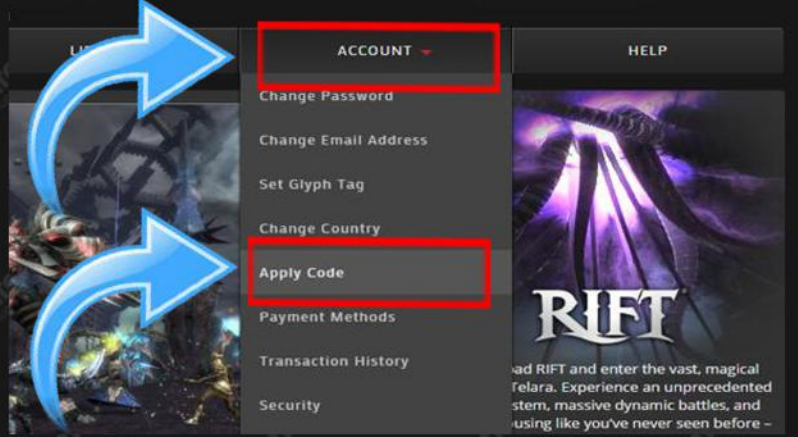 ACCOUNT
HELP
Change Password
Change Email Address
Set Glyph Tag
Change Country
Apply Code
Payment Methods
Transaction History
Security
RIFT
RIFT and enter the vast, magical
Telara. Experience an unprecedented
massive dynamic battles, and
like you've never seen before –